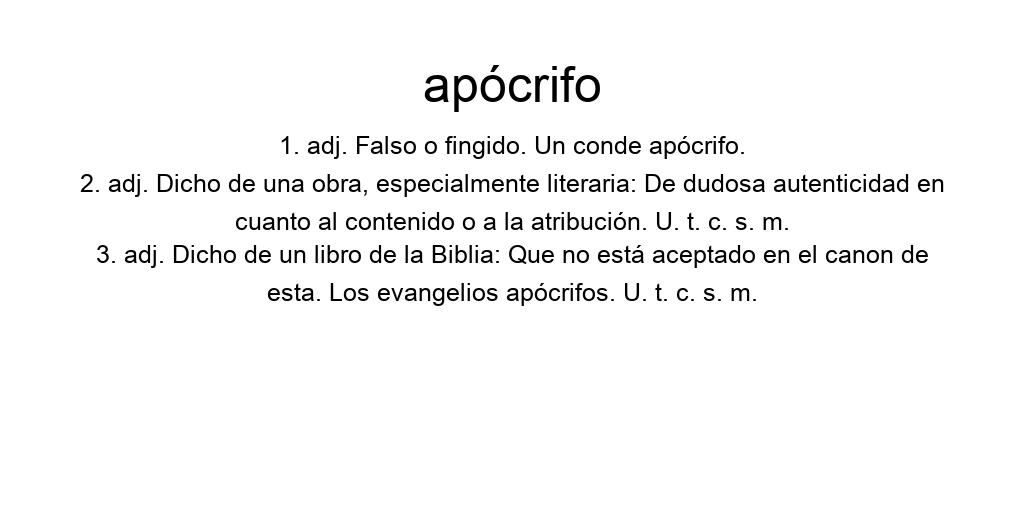 apócrifo
1. adj. Falso o fingido. Un conde apócrifo.
2. adj. Dicho de una obra, especialmente literaria: De dudosa autenticidad en
cuanto al contenido o a la atribución. U. t. c. s. m.
3. adj. Dicho de un libro de la Biblia: Que no está aceptado en el canon de
esta. Los evangelios apócrifos. U. t. c. s. m.